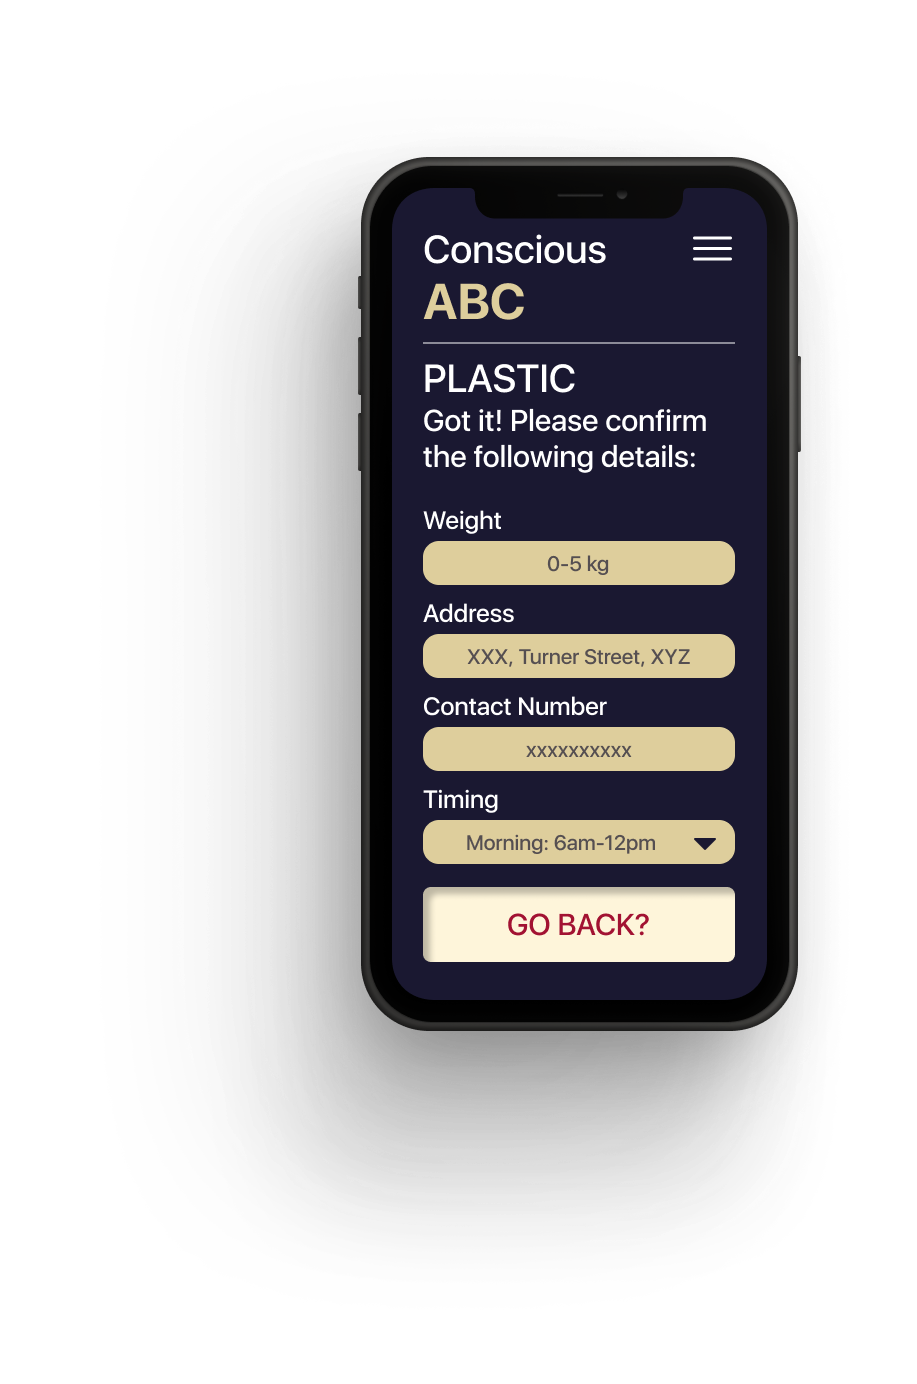 Conscious
ABC
PLASTIC
Got it! Please confirm
the following details:
Weight
0-5 kg
Address
XXX, Turner Street, XYZ
Contact Number
xxxxxxxxxx
Timing
Morning: 6am-12pm
GO BACK?